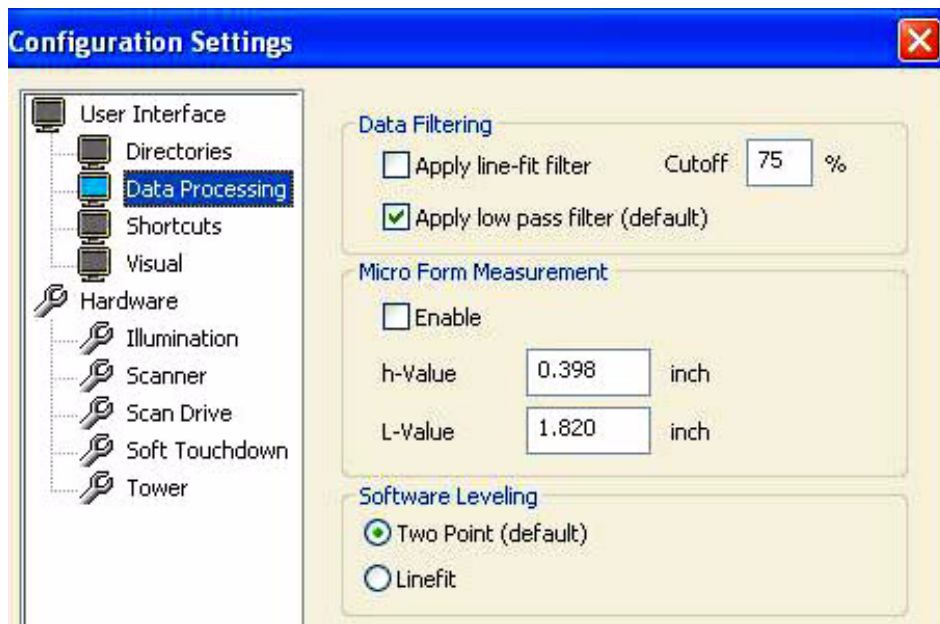 Configuration Settings
User Interface
Directories
Data Processing
Shortcuts
Visual
Hardware
Illumination
Scanner
Scan Drive
Soft Touchdown
Tower
Data Filtering
Apply line-fit filter Cutoff 75 %
Apply low pass filter (default)
Micro Form Measurement
Enable
h-Value 0.398 inch
L-Value 1.820 inch
Software Leveling
Two Point (default)
Linefit